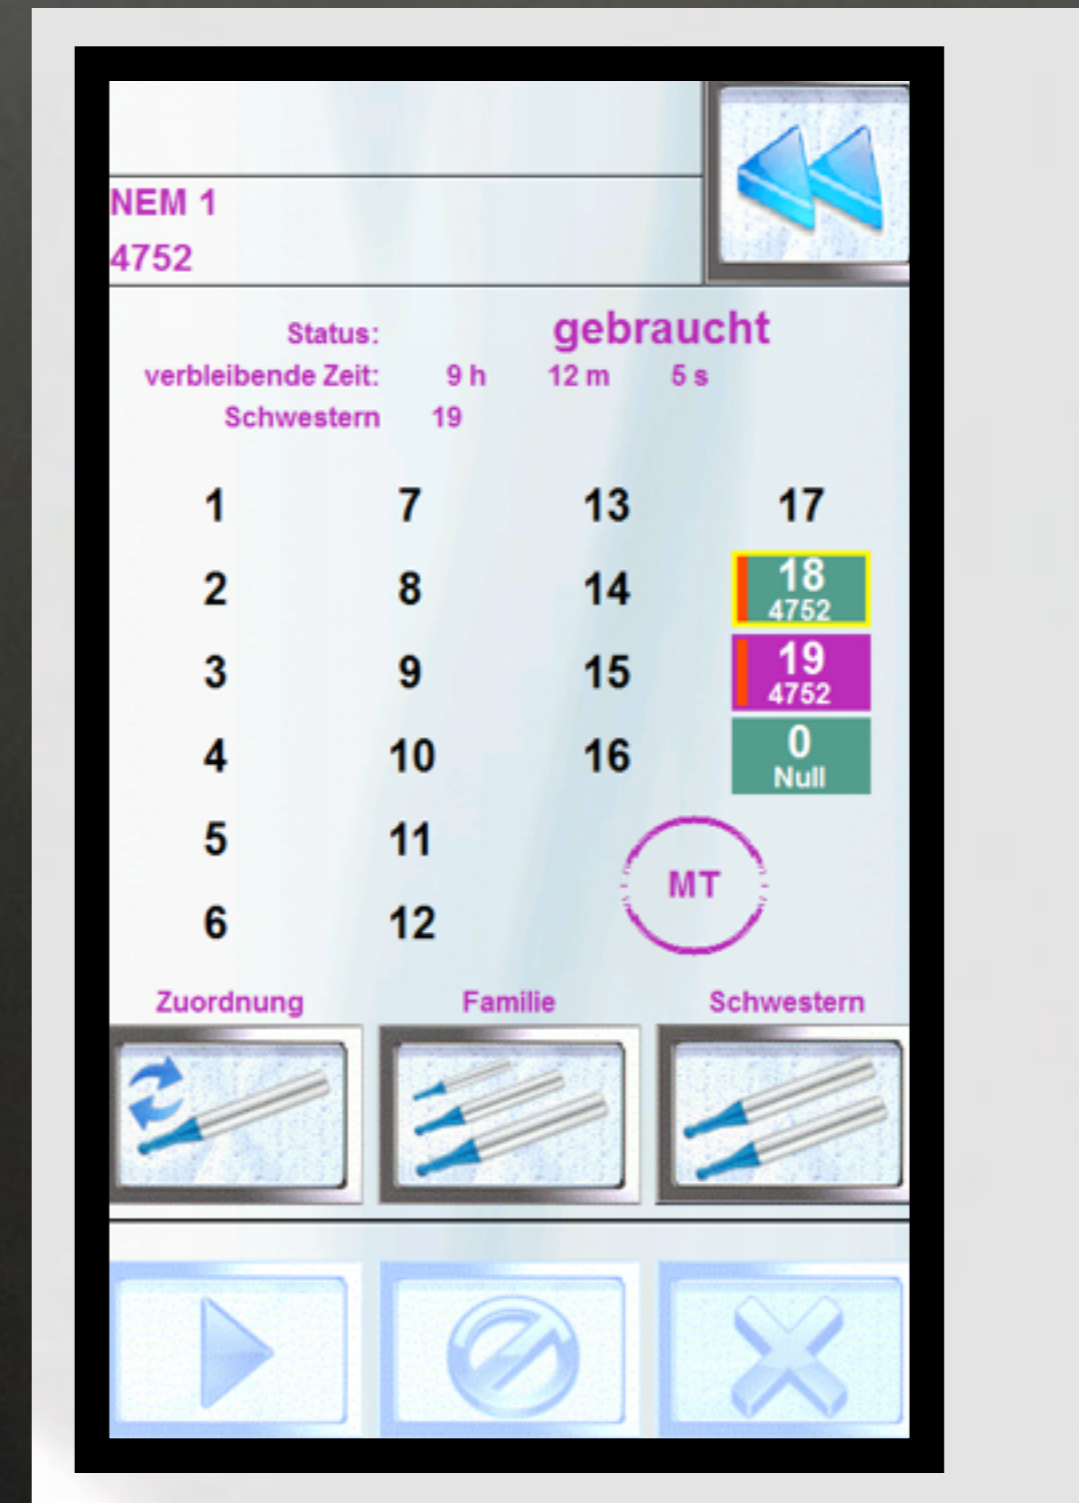 NEM 1
4752
Status: gebraucht
verbleibende Zeit: 9 h 12 m 5 s
Schwestern 19
1 7 13 17
2 8 14 18
4752
3 9 15 19
4752
4 10 16 0
Null
5 11
MT
6 12
Zuordnung Familie Schwestern